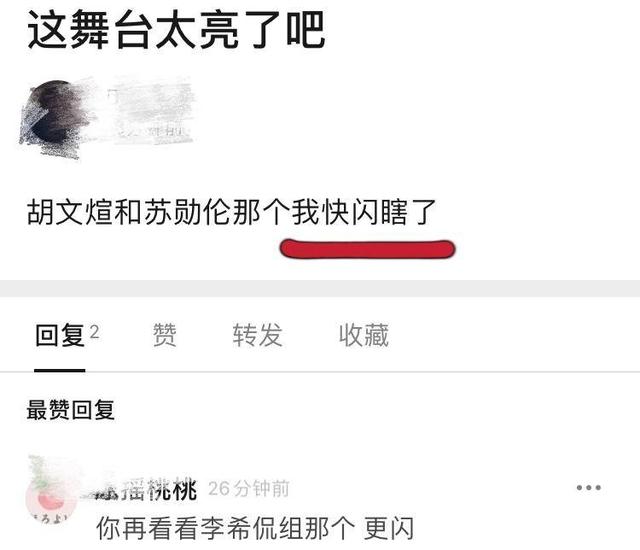 这舞台太亮了吧
胡文煊和苏勋伦那个我快闪瞎了
回复 2 赞 转发 收藏
最赞回复
摇桃桃 26分钟前
你再看看李希侃组那个 更闪